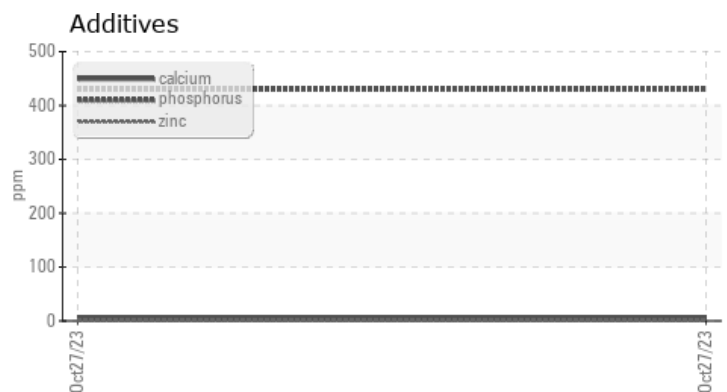 Additives
500
calcium
phosphorus
zinc
400
300
200
100
0
ppm
Oct27/23
Oct27/23